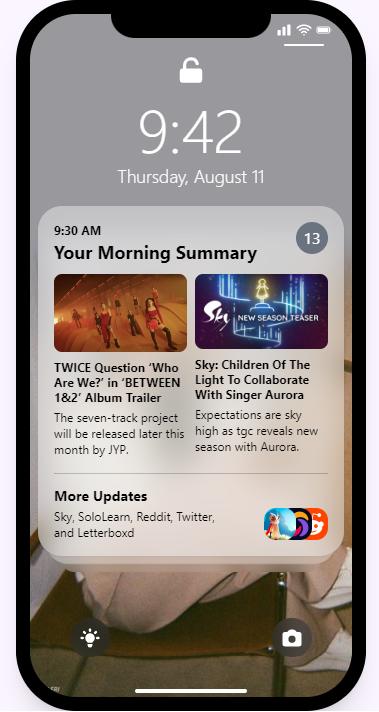 9:42
Thursday, August 11
9:30 AM
Your Morning Summary
13
Sky
NEW SEASON TEASER
TWICE Question ‘Who
Are We?’ in ‘BETWEEN
1&2’ Album Trailer
The seven-track project
will be released later this
month by JYP.
Sky: Children Of The
Light To Collaborate
With Singer Aurora
Expectations are sky
high as tgc reveals new
season with Aurora.
More Updates
Sky, SoloLearn, Reddit, Twitter,
and Letterboxd